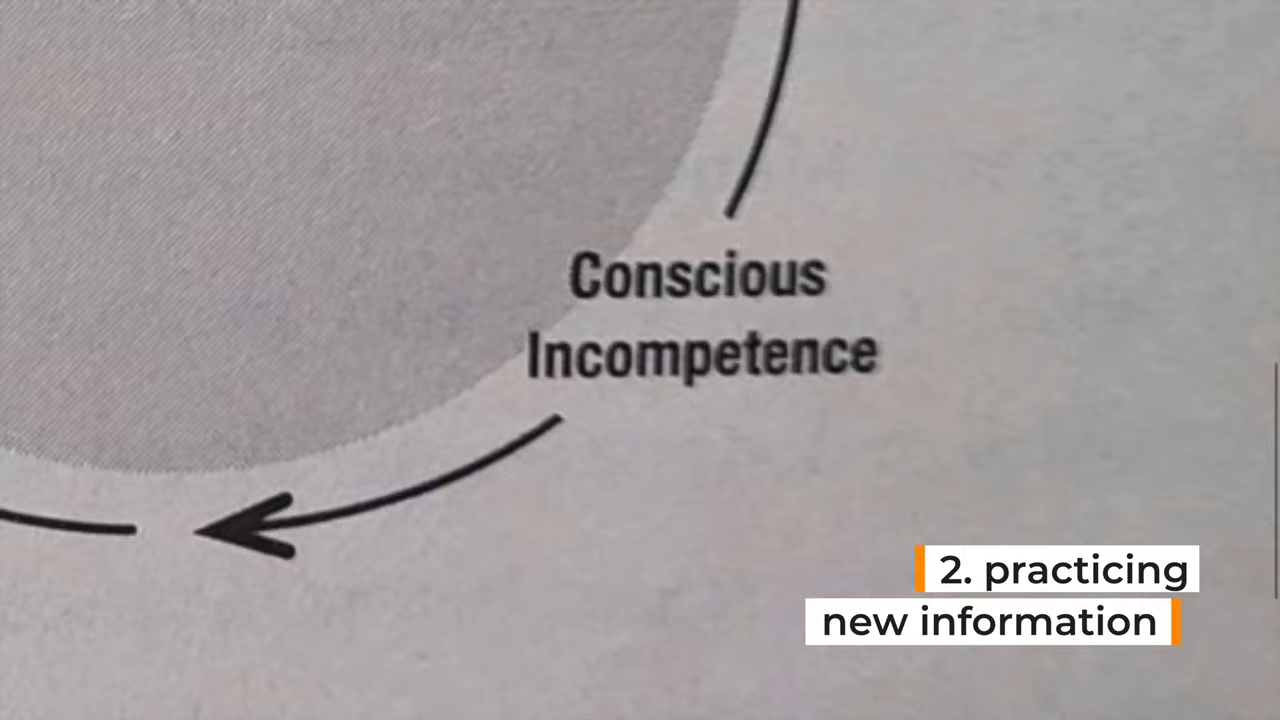 Conscious
Incompetence
2. practicing
new information